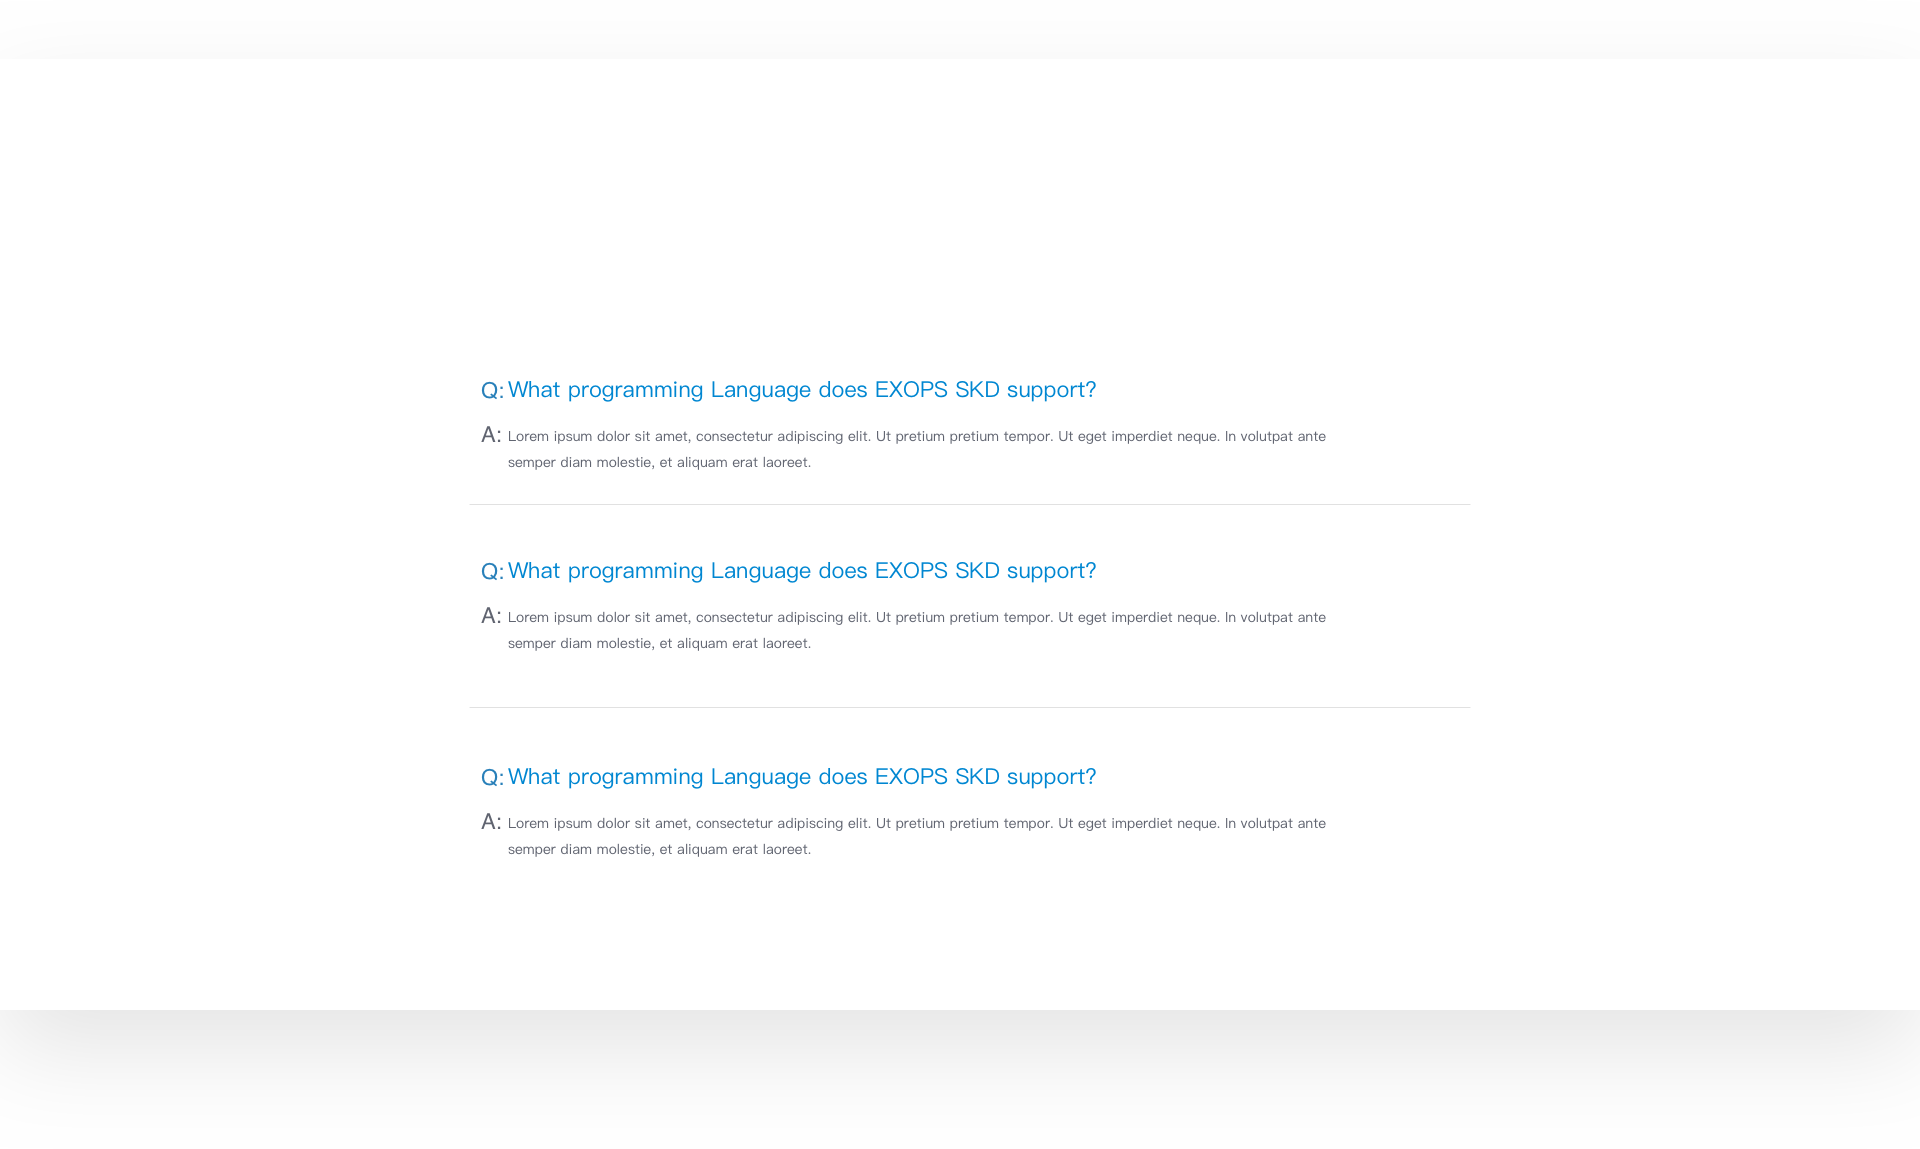 Q: What programming Language does EXOPS SKD support?
A: Lorem ipsum dolor sit amet, consectetur adipiscing elit. Ut pretium pretium tempor. Ut eget imperdiet neque. In volutpat ante
semper diam molestie, et aliquam erat laoreet.
Q: What programming Language does EXOPS SKD support?
A: Lorem ipsum dolor sit amet, consectetur adipiscing elit. Ut pretium pretium tempor. Ut eget imperdiet neque. In volutpat ante
semper diam molestie, et aliquam erat laoreet.
Q: What programming Language does EXOPS SKD support?
A: Lorem ipsum dolor sit amet, consectetur adipiscing elit. Ut pretium pretium tempor. Ut eget imperdiet neque. In volutpat ante
semper diam molestie, et aliquam erat laoreet.